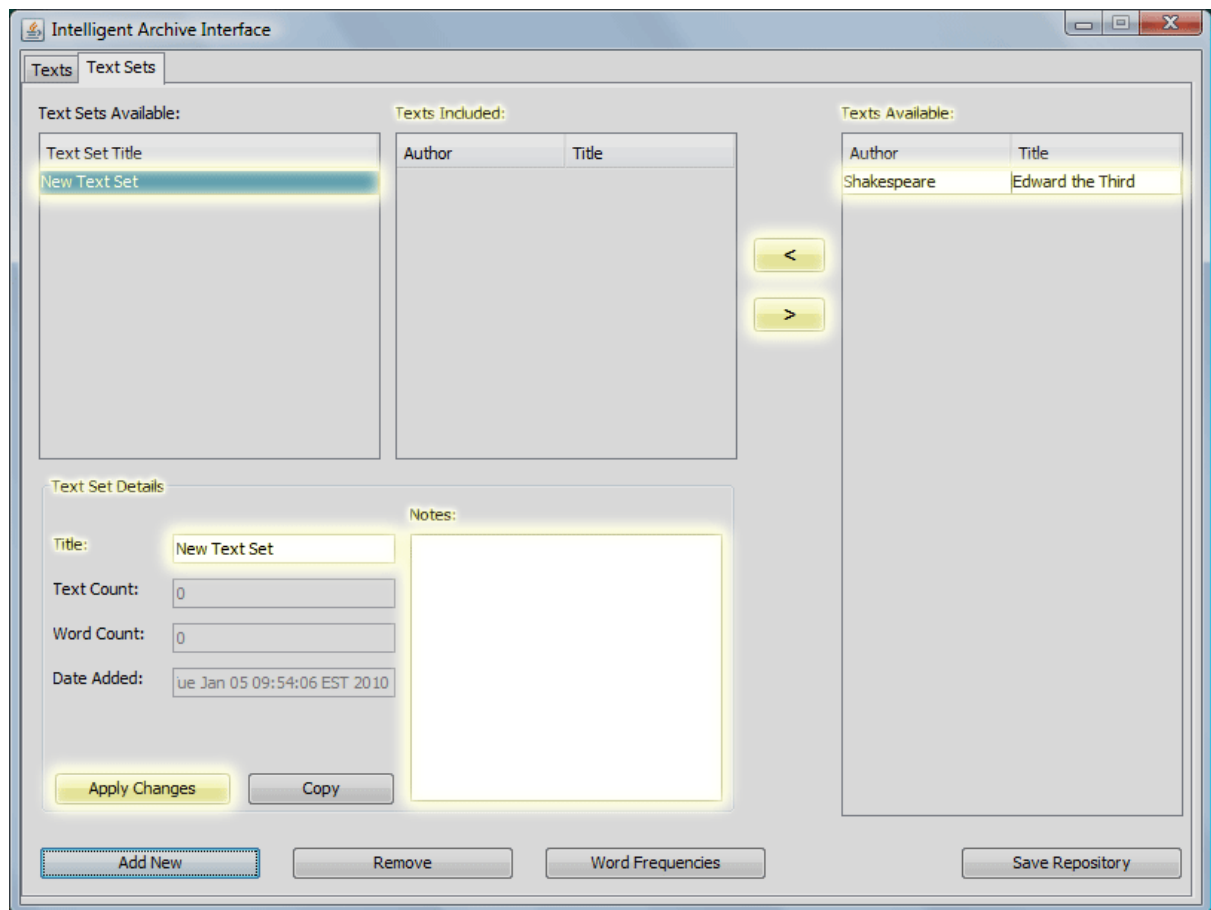 Intelligent Archive Interface
Texts Text Sets
Text Sets Available: Texts Included: Texts Available:
Text Set Title Author Title Author Title
New Text Set Shakespeare Edward the Third
<
>
Text Set Details
Notes:
Title: New Text Set
Text Count: 0
Word Count: 0
Date Added: ue Jan 05 09:54:06 EST 2010
Apply Changes Copy
Add New Remove Word Frequencies Save Repository